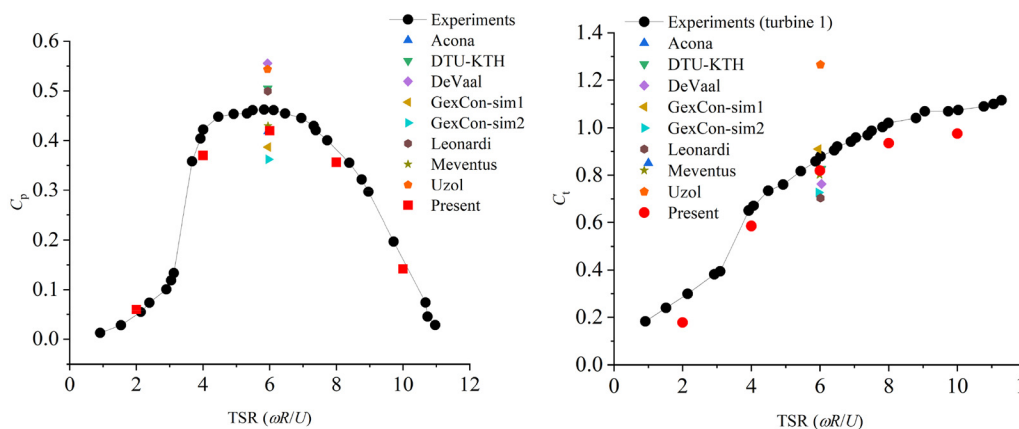 Experiments
Acona
DTU-KTH
DeVaal
GexCon-sim1
GexCon-sim2
Leonardi
Meventus
Uzol
Present
0.6
0.5
0.4
0.3
0.2
0.1
0.0
Cp
0 2 4 6 8 10 12
TSR (ωR/U)
Experiments (turbine 1)
Acona
DTU-KTH
DeVaal
GexCon-sim1
GexCon-sim2
Leonardi
Meventus
Uzol
Present
1.4
1.2
1.0
0.8
0.6
0.4
0.2
0.0
Ct
0 2 4 6 8 10
TSR (ωR/U)